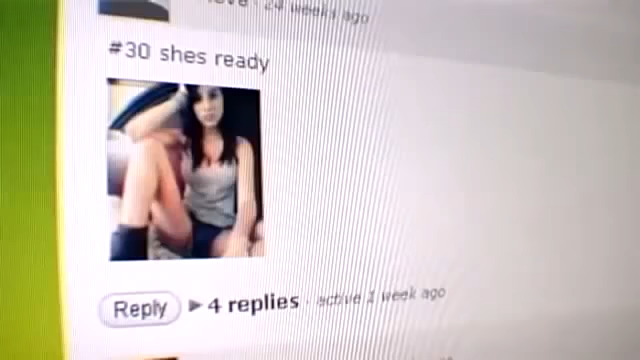 24 weeks ago
#30 shes ready
Reply ▶ 4 replies · active 1 week ago